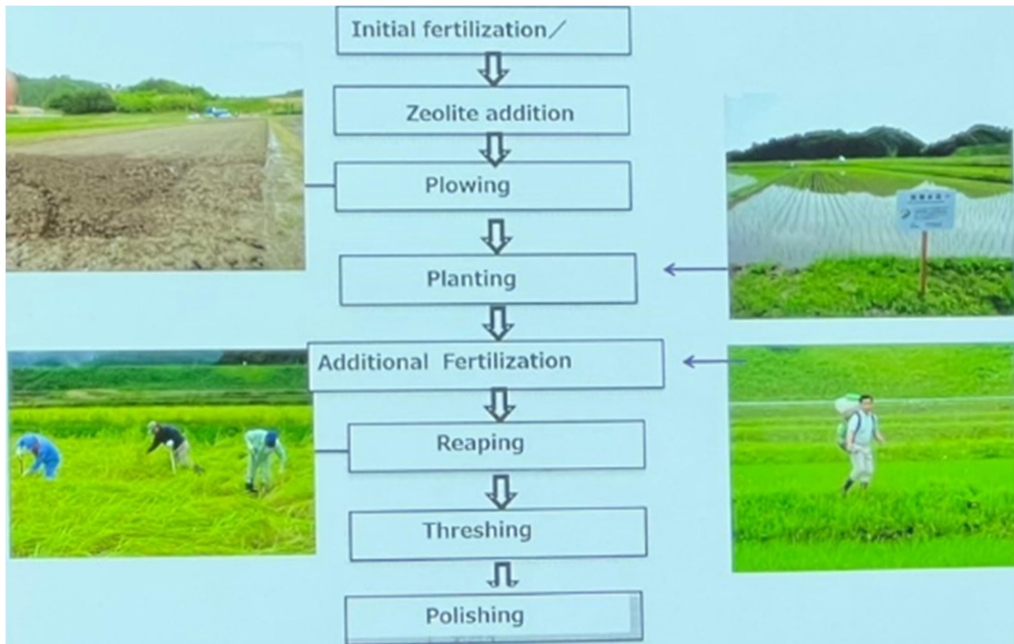 Initial fertilization／
Zeolite addition
Plowing
Planting
Additional Fertilization
Reaping
Threshing
Polishing